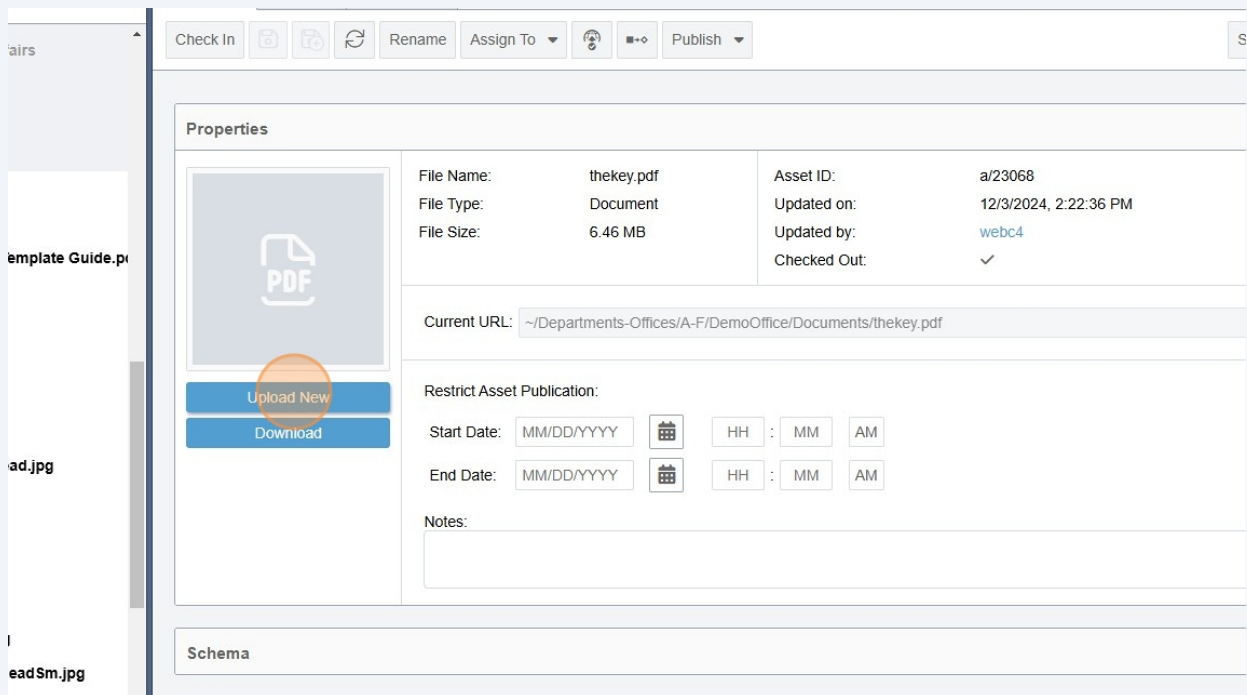 airs
emplate Guide.p
ad.jpg
eadSm.jpg
Check In
Rename
Assign To
Publish
S
Properties
PDF
Upload New
Download
File Name: thekey.pdf
File Type: Document
File Size: 6.46 MB
Asset ID: a/23068
Updated on: 12/3/2024, 2:22:36 PM
Updated by: webc4
Checked Out:
Current URL: ~/Departments-Offices/A-F/DemoOffice/Documents/thekey.pdf
Restrict Asset Publication:
Start Date: MM/DD/YYYY HH : MM AM
End Date: MM/DD/YYYY HH : MM AM
Notes:
Schema